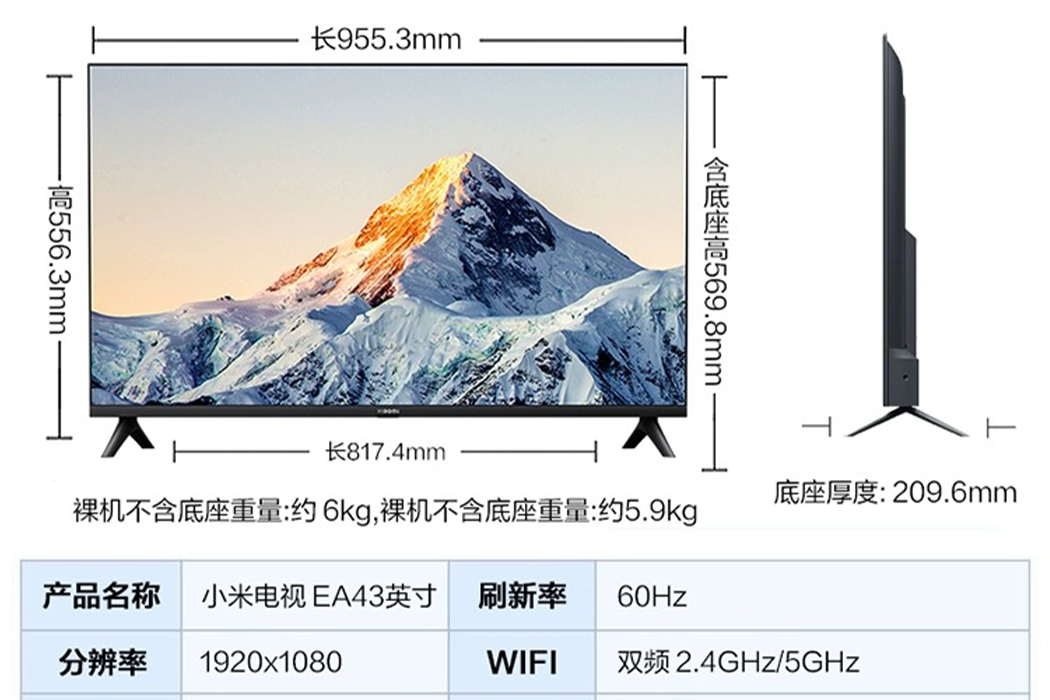 长955.3mm
高556.3mm
含底座高569.8mm
xiaomi
长817.4mm
底座厚度: 209.6mm
裸机不含底座重量:约 6kg,裸机不含底座重量:约5.9kg
产品名称 小米电视 EA43英寸 刷新率 60Hz
分辨率 1920x1080 WIFI 双频 2.4GHz/5GHz